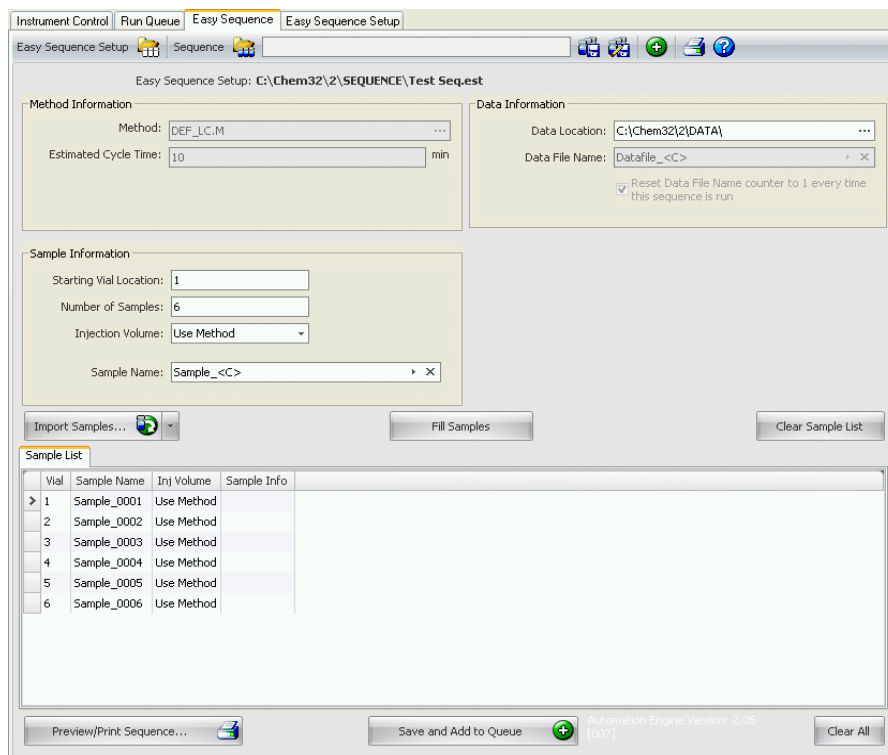 Instrument Control Run Queue Easy Sequence Easy Sequence Setup
Easy Sequence Setup Sequence
Easy Sequence Setup: C:\Chem32\2\SEQUENCE\Test Seq.est
Method Information
Method: DEF_LC.M ...
Estimated Cycle Time: 10 min
Data Information
Data Location: C:\Chem32\2\DATA\ ...
Data File Name: Datafile_<C>
Reset Data File Name counter to 1 every time
this sequence is run
Sample Information
Starting Vial Location: 1
Number of Samples: 6
Injection Volume: Use Method
Sample Name: Sample_<C>
Import Samples... Fill Samples Clear Sample List
Sample List
Vial Sample Name Inj Volume Sample Info
1 Sample_0001 Use Method
2 Sample_0002 Use Method
3 Sample_0003 Use Method
4 Sample_0004 Use Method
5 Sample_0005 Use Method
6 Sample_0006 Use Method
Preview/Print Sequence... Save and Add to Queue Automation Engine Version: 2.05 Clear All
[007]